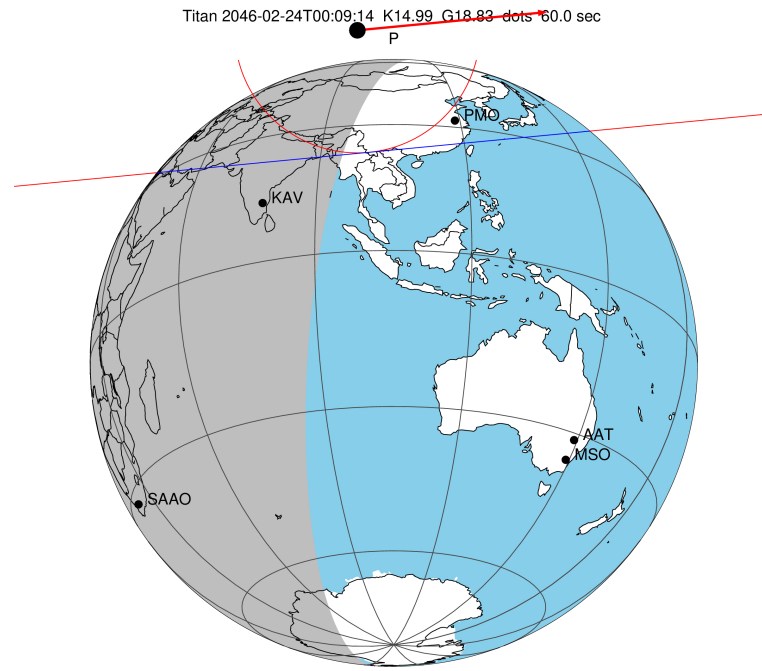 Titan 2046-02-24T00:09:14 K14.99 G18.83 dots 60.0 sec
P
PMO
KAV
AAT
MSO
SAAO